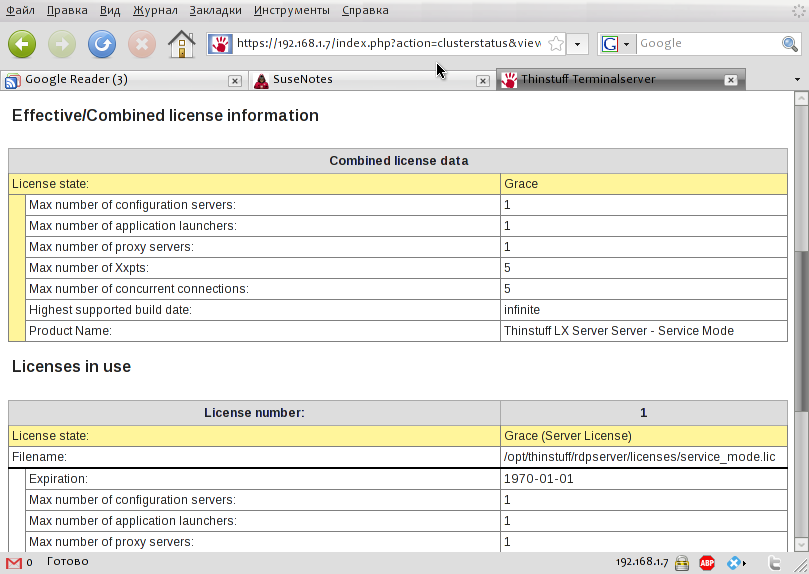 Файл Правка Вид Журнал Закладки Инструменты Справка
https://192.168.1.7/index.php?action=clusterstatus&view
G Google
Google Reader (3) SuseNotes Thinstuff Terminalserver
Effective/Combined license information
Combined license data
License state: Grace
Max number of configuration servers: 1
Max number of application launchers: 1
Max number of proxy servers: 1
Max number of Xxpts: 5
Max number of concurrent connections: 5
Highest supported build date: infinite
Product Name: Thinstuff LX Server Server - Service Mode
Licenses in use
License number: 1
License state: Grace (Server License)
Filename: /opt/thinstuff/rdpserver/licenses/service_mode.lic
Expiration: 1970-01-01
Max number of configuration servers: 1
Max number of application launchers: 1
Max number of proxy servers: 1
0 Готово 192.168.1.7 ABP